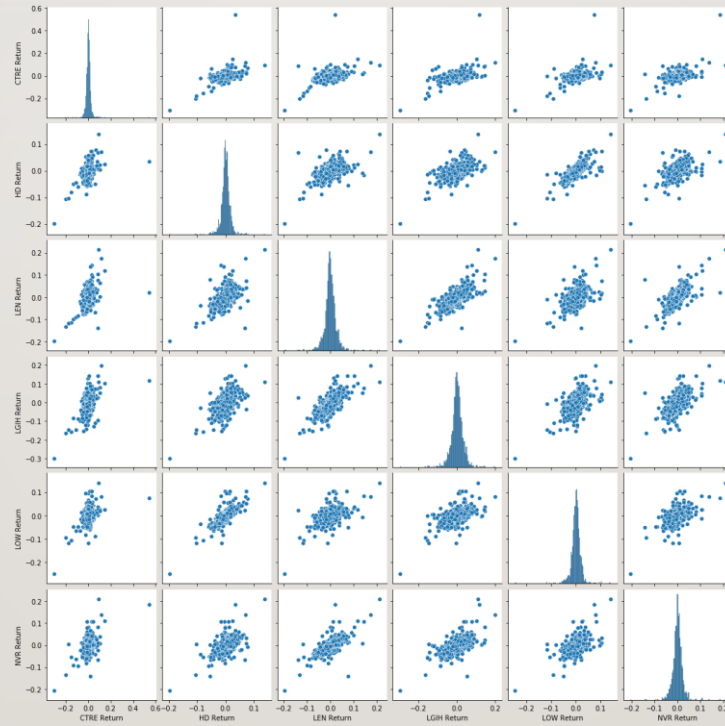 CTRE Return
0.6
0.4
0.2
0.0
−0.2
HD Return
0.1
0.0
−0.1
−0.2
LEN Return
0.2
0.1
0.0
−0.1
−0.2
LGIH Return
0.2
0.1
0.0
−0.1
−0.2
−0.3
LOW Return
0.1
0.0
−0.1
−0.2
NVR Return
0.2
0.1
0.0
−0.1
−0.2
−0.2 0.0 0.2 0.4 0.6
CTRE Return
−0.2 −0.1 0.0 0.1
HD Return
−0.2 −0.1 0.0 0.1 0.2
LEN Return
−0.2 0.0 0.2
LGIH Return
−0.2 −0.1 0.0 0.1
LOW Return
−0.2 −0.1 0.0 0.1 0.2
NVR Return